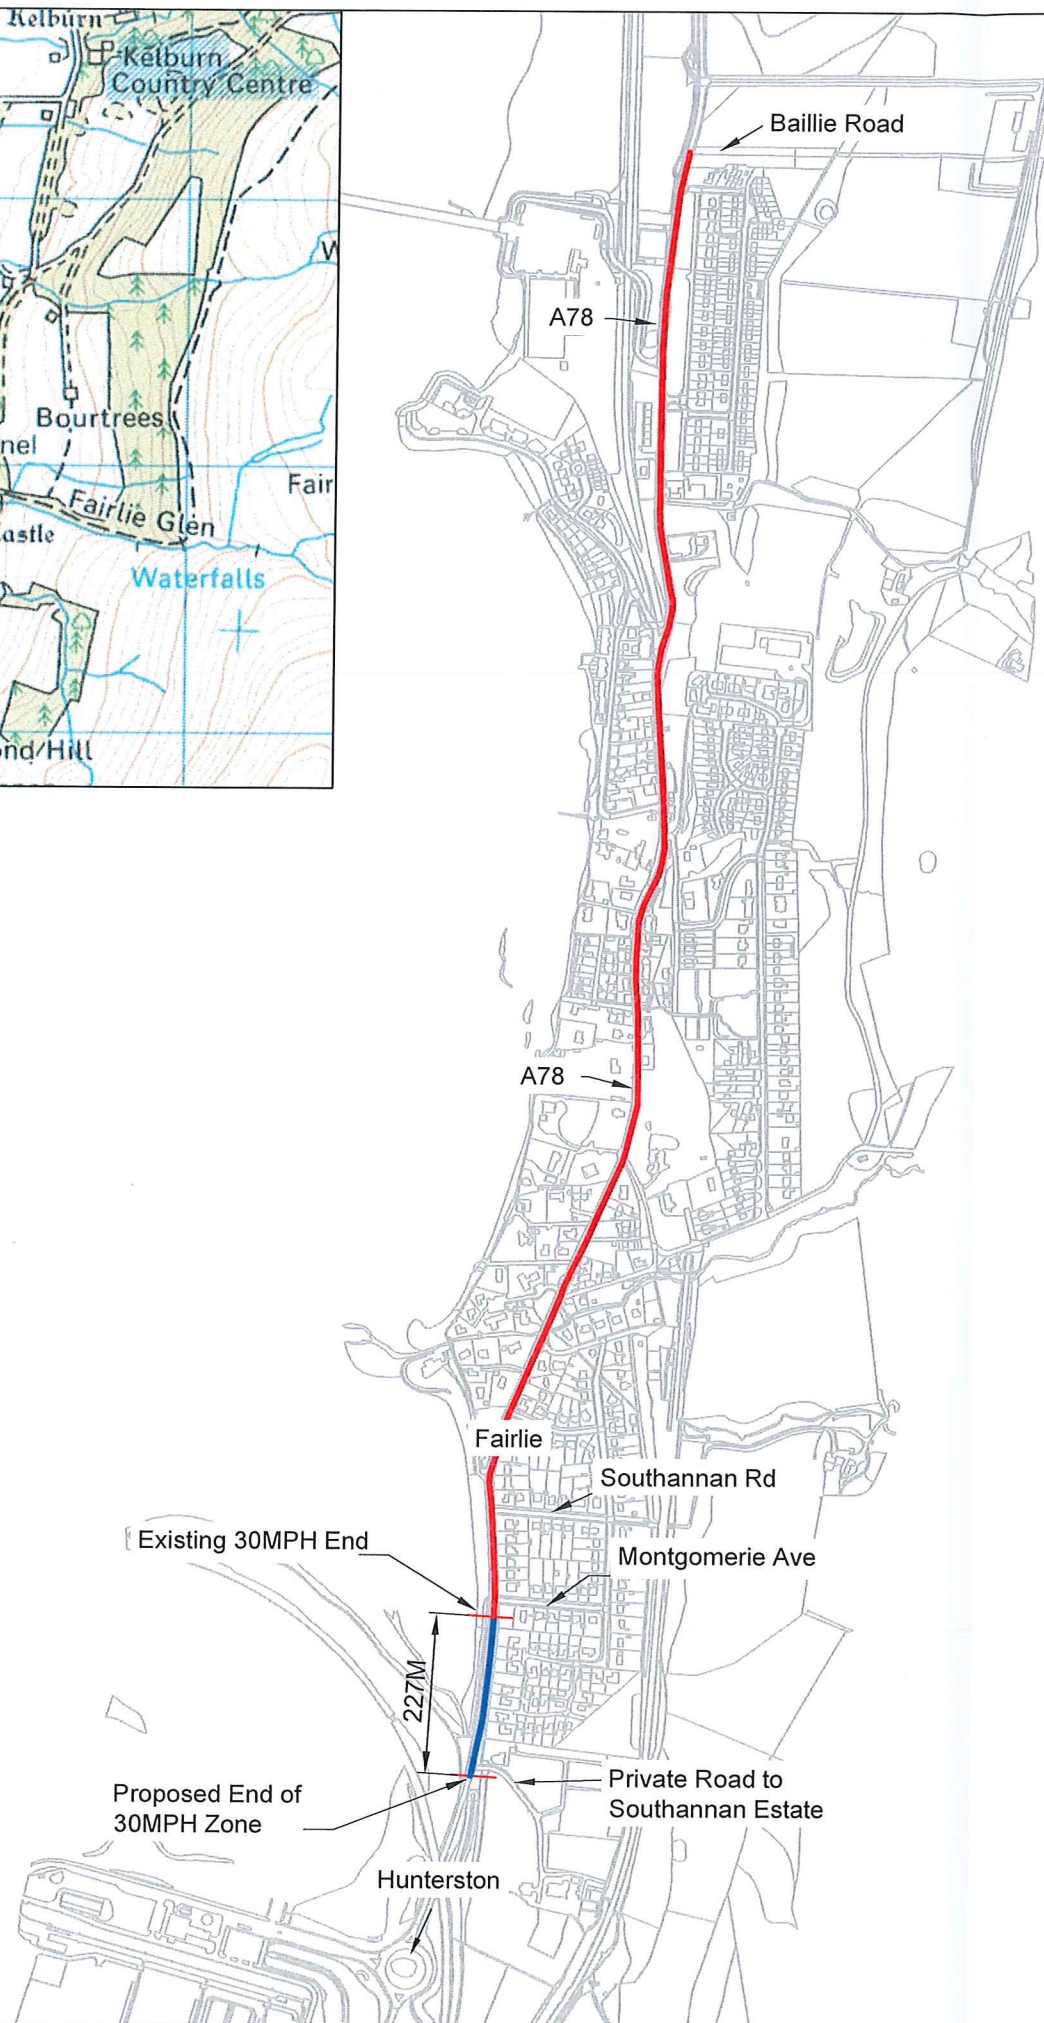 Kelburn
Kelburn
Country Centre
Bourtrees
nel
Fair
Fairlie Glen
astle
Waterfalls
ond/Hill
Baillie Road
A78
A78
Fairlie
Southannan Rd
Existing 30MPH End
Montgomerie Ave
227M
Private Road to
Southannan Estate
Proposed End of
30MPH Zone
Hunterston